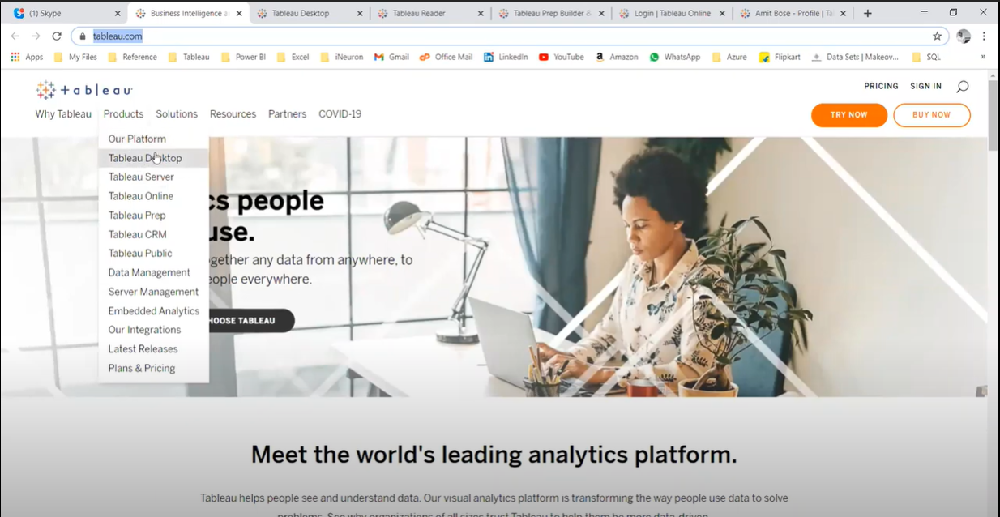 (1) Skype
Business Intelligence a
Tableau Desktop
Tableau Reader
Tableau Prep Builder &
Login | Tableau Online
Amit Bose - Profile | Ta
tableau.com
Apps
My Files
Reference
Tableau
Power BI
Excel
iNeuron
Gmail
Office Mail
LinkedIn
YouTube
Amazon
WhatsApp
Azure
Flipkart
Data Sets | Makeov...
SQL
»
PRICING SIGN IN
+ableau
Why Tableau Products Solutions Resources Partners COVID-19
TRY NOW BUY NOW
Our Platform
Tableau Desktop
Tableau Server
Tableau Online
Tableau Prep
Tableau CRM
Tableau Public
Data Management
Server Management
Embedded Analytics
Our Integrations
Latest Releases
Plans & Pricing
cs people
use.
gether any data from anywhere, to
eople everywhere.
HOOSE TABLEAU
Meet the world's leading analytics platform.
Tableau helps people see and understand data. Our visual analytics platform is transforming the way people use data to solve
problems. See why organizations of all sizes trust Tableau to help them be more data-driven.